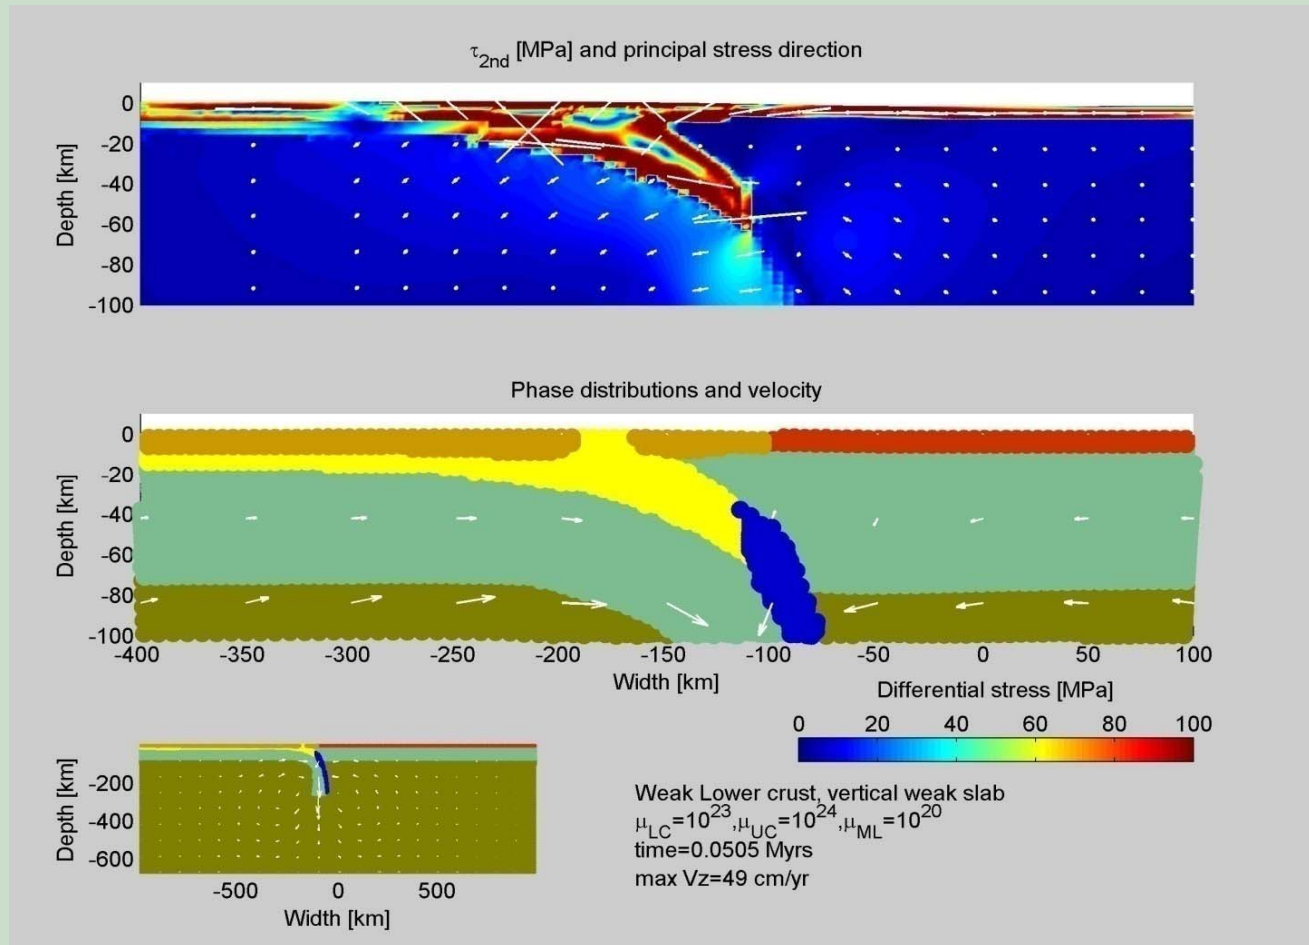 τ2nd [MPa] and principal stress direction
0
-20
-40
-60
-80
-100
Depth [km]
Phase distributions and velocity
0
-20
-40
-60
-80
-100
Depth [km]
-400 -350 -300 -250 -200 -150 -100 -50 0 50 100
Width [km]
Differential stress [MPa]
0 20 40 60 80 100
-200
-400
-600
Depth [km]
-500 0 500
Width [km]
Weak Lower crust, vertical weak slab
μLC=10^23,μUC=10^24,μML=10^20
time=0.0505 Myrs
max Vz=49 cm/yr